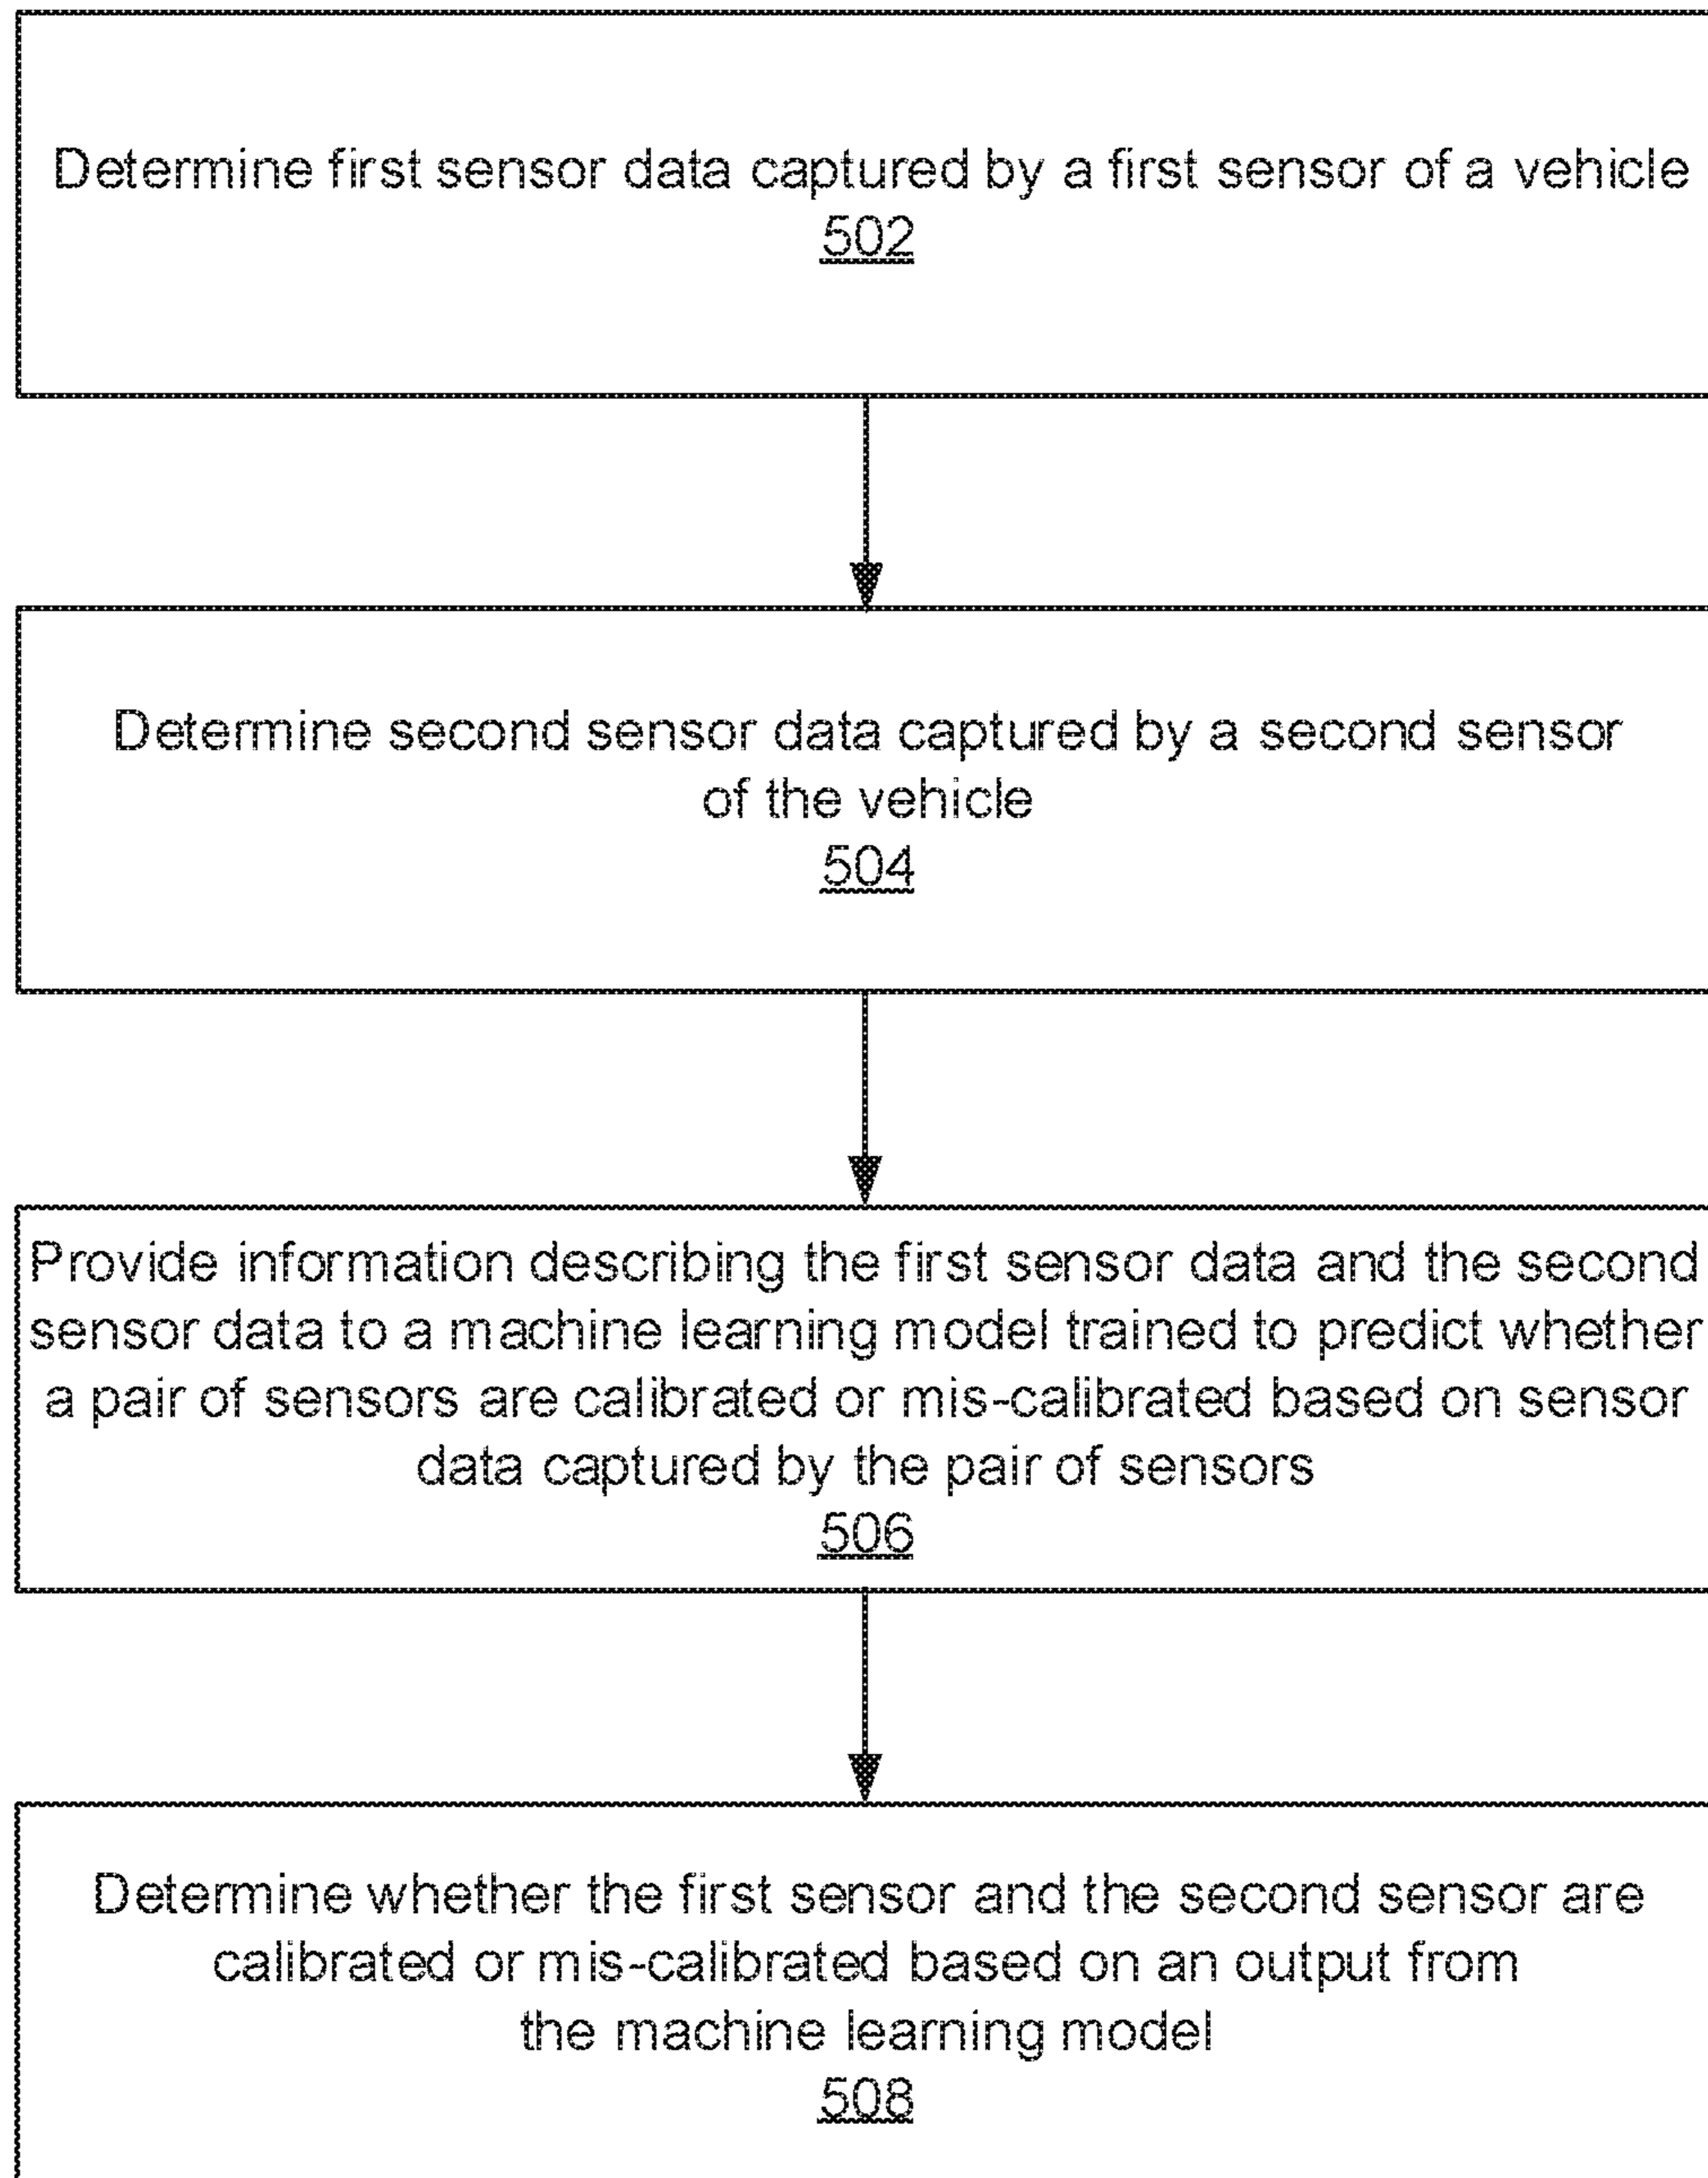 Determine first sensor data captured by a first sensor of a vehicle
502
Determine second sensor data captured by a second sensor
of the vehicle
504
Provide information describing the first sensor data and the second
sensor data to a machine learning model trained to predict whether
a pair of sensors are calibrated or mis-calibrated based on sensor
data captured by the pair of sensors
506
Determine whether the first sensor and the second sensor are
calibrated or mis-calibrated based on an output from
the machine learning model
508